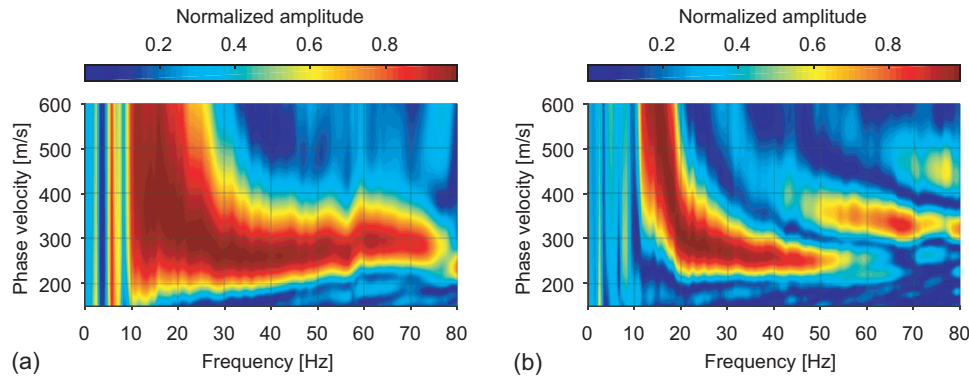 Normalized amplitude
0.2 0.4 0.6 0.8
600
500
400
300
200
Phase velocity [m/s]
0 10 20 30 40 50 60 70 80
Frequency [Hz]
(a)
Normalized amplitude
0.2 0.4 0.6 0.8
600
500
400
300
200
Phase velocity [m/s]
0 10 20 30 40 50 60 70 80
Frequency [Hz]
(b)